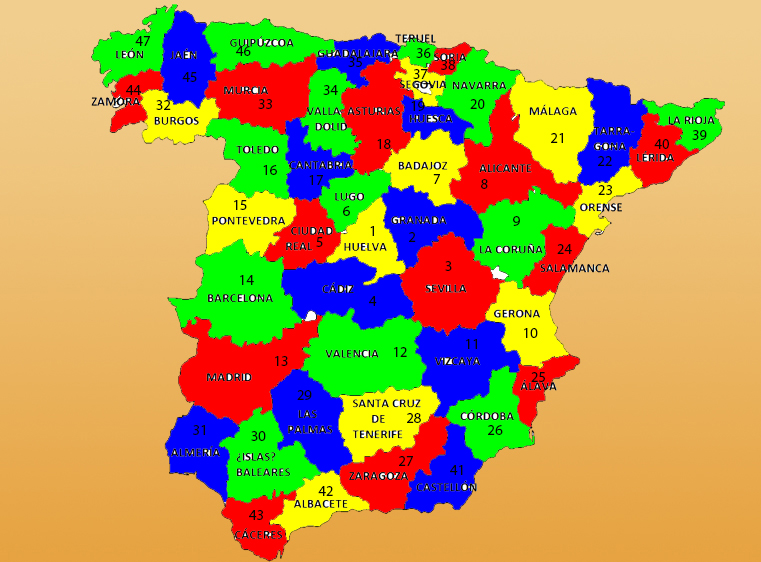 TERUEL
36
47
LEÓN
JAÉN
45
GUIPÚZCOA
46
GUADALAJARA
35
SORIA
38
37
SEGOVIA
NAVARRA
20
44
ZAMORA
32
BURGOS
MURCIA
33
34
VALLA-
DOLID
ASTURIAS
18
19
HUESCA
MÁLAGA
21
TARRA-
GONA
22
LA RIOJA
39
40
LERIDA
TOLEDO
16
CANTABRIA
17
BADAJOZ
7
ALICANTE
8
23
ORENSE
15
PONTEVEDRA
LUGO
6
CIUDAD
REAL 5
1
HUELVA
GRANADA
2
9
LA CORUÑA
24
SALAMANCA
14
BARCELONA
CÁDIZ
4
3
SEVILLA
GERONA
10
13
MADRID
VALENCIA 12
11
VIZCAYA
25
ÁLAVA
29
LAS
PALMAS
SANTA CRUZ
DE 28
TENERIFE
CÓRDOBA
26
31
ALMERÍA
30
¿ISLAS?
BALEARES
27
ZARAGOZA
41
CASTELLÓN
42
ALBACETE
43
CÁCERES